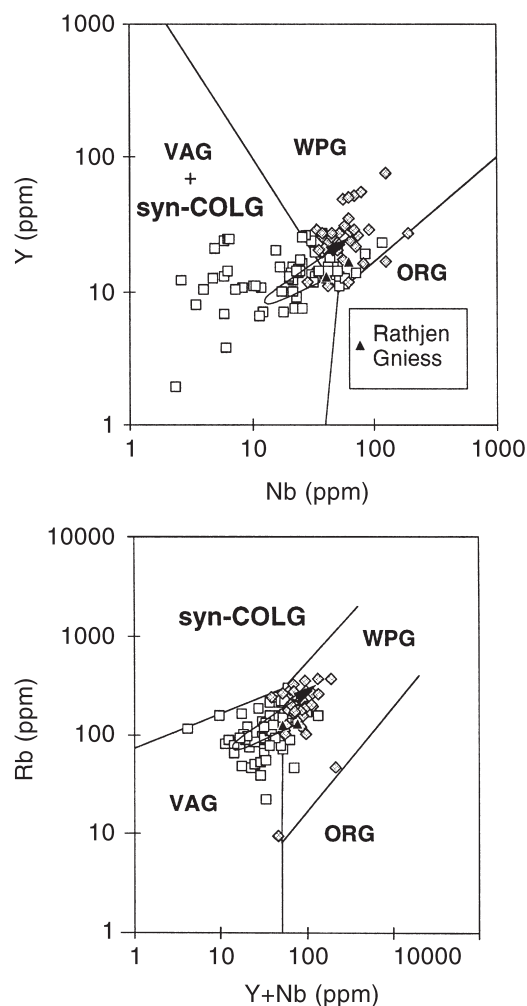 1000
VAG
WPG
+
100
syn-COLG
Y (ppm)
ORG
10
Rathjen
Gniess
1
1
10
100
1000
Nb (ppm)
10000
syn-COLG
1000
WPG
Rb (ppm)
100
VAG
ORG
10
1
1
10
100
10000
Y+Nb (ppm)